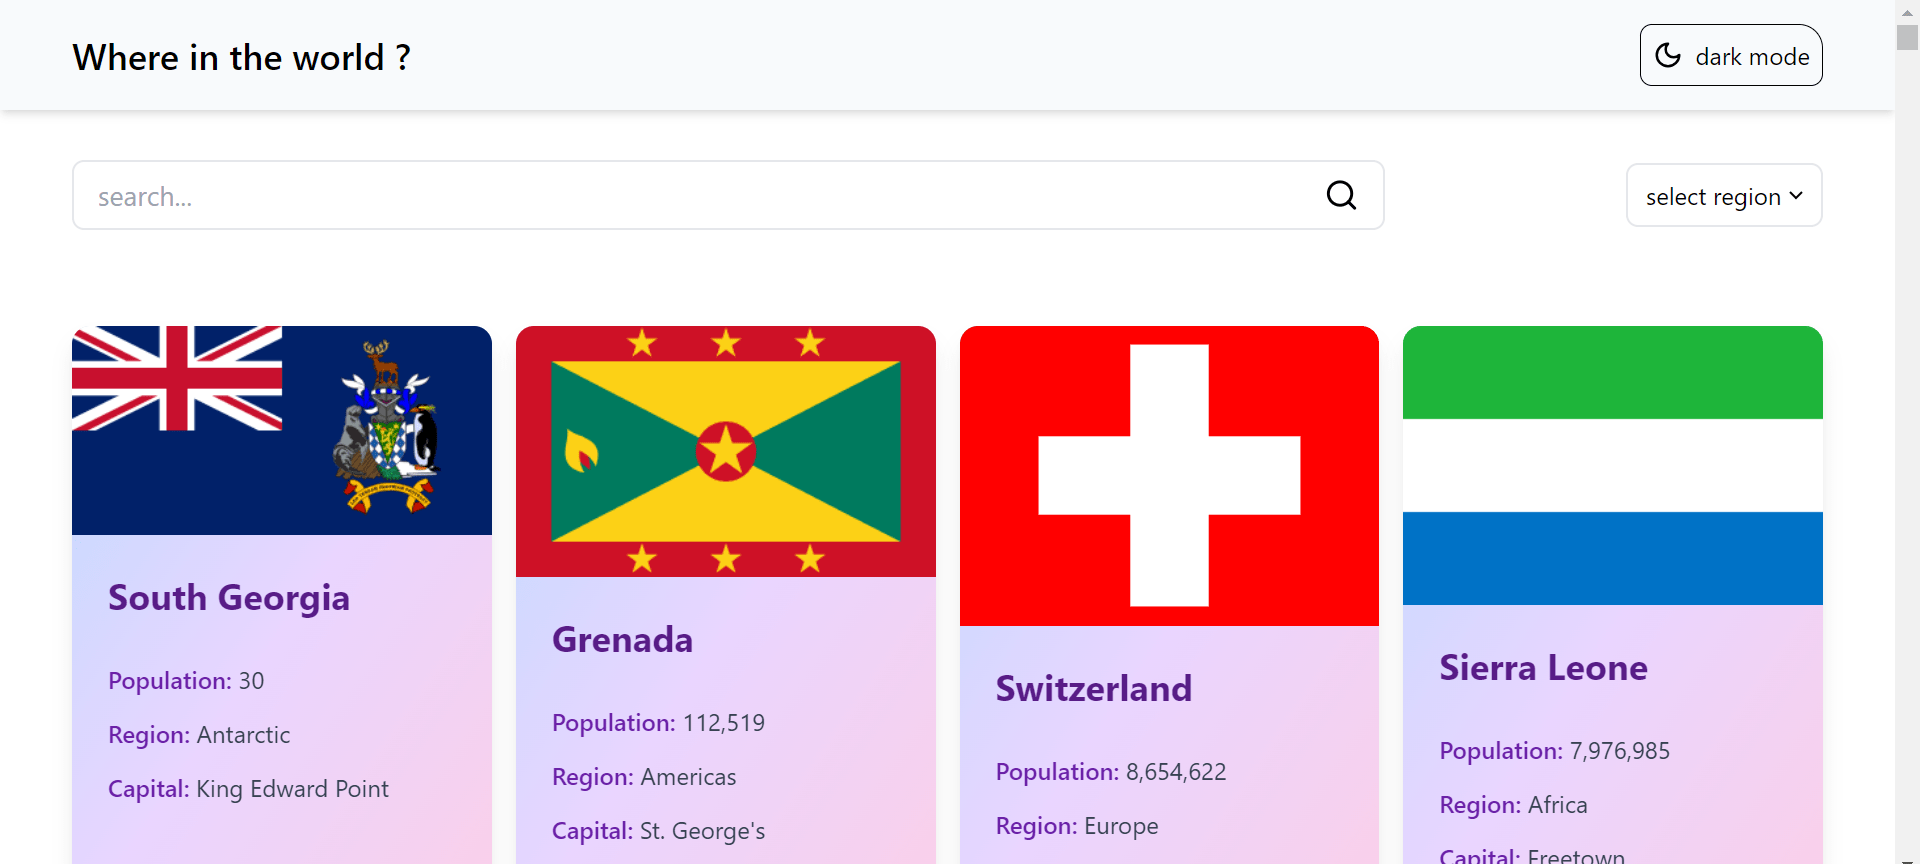 Where in the world ?
dark mode
search...
select region
South Georgia
Population: 30
Region: Antarctic
Capital: King Edward Point
Grenada
Population: 112,519
Region: Americas
Capital: St. George's
Switzerland
Population: 8,654,622
Region: Europe
Sierra Leone
Population: 7,976,985
Region: Africa
Capital: Freetown